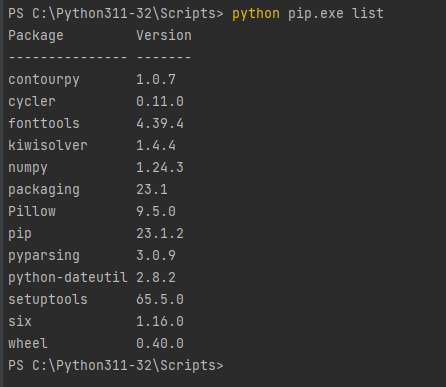 PS C:\Python311-32\Scripts> python pip.exe list
Package         Version
--------------- -------
contourpy       1.0.7
cycler          0.11.0
fonttools       4.39.4
kiwisolver      1.4.4
numpy           1.24.3
packaging       23.1
Pillow          9.5.0
pip             23.1.2
pyparsing       3.0.9
python-dateutil 2.8.2
setuptools      65.5.0
six             1.16.0
wheel           0.40.0
PS C:\Python311-32\Scripts>